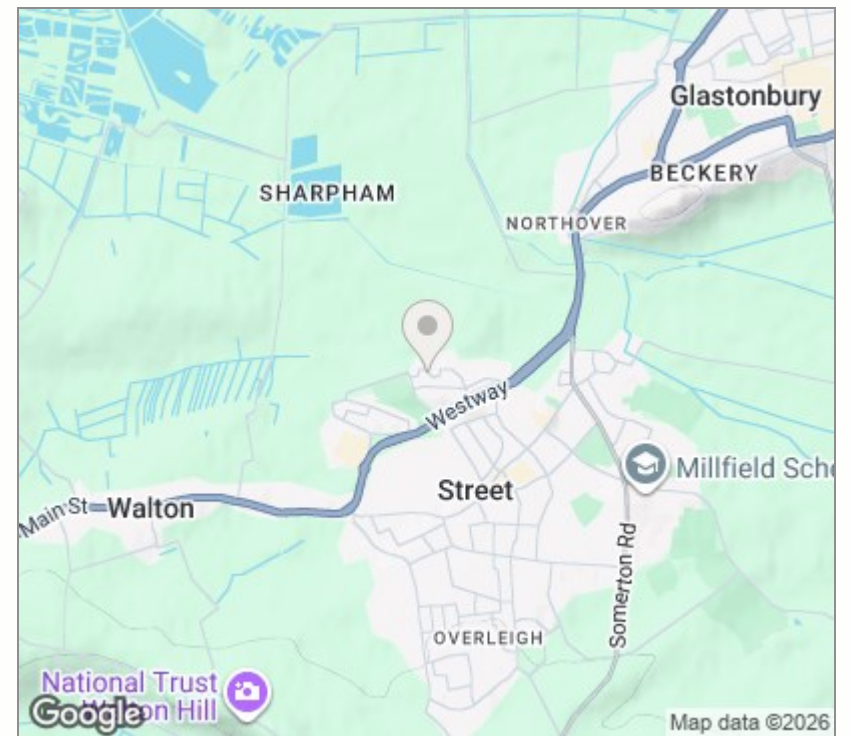 Glastonbury
BECKERY
SHARPHAM
NORTHOVER
Westway
Millfield Sch
Street
Main St
Walton
Somerton Rd
OVERLEIGH
National Trust
Walton Hill
Google
Map data ©2026